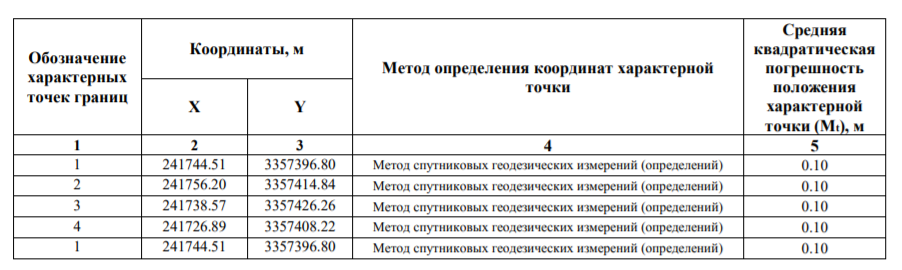 Обозначение
характерных
точек границ
Координаты, м
X Y
Метод определения координат характерной
точки
Средняя
квадратическая
погрешность
положения
характерной
точки (Mt), м
1 2 3 4 5
1 241744.51 3357396.80 Метод спутниковых геодезических измерений (определений) 0.10
2 241756.20 3357414.84 Метод спутниковых геодезических измерений (определений) 0.10
3 241738.57 3357426.26 Метод спутниковых геодезических измерений (определений) 0.10
4 241726.89 3357408.22 Метод спутниковых геодезических измерений (определений) 0.10
1 241744.51 3357396.80 Метод спутниковых геодезических измерений (определений) 0.10